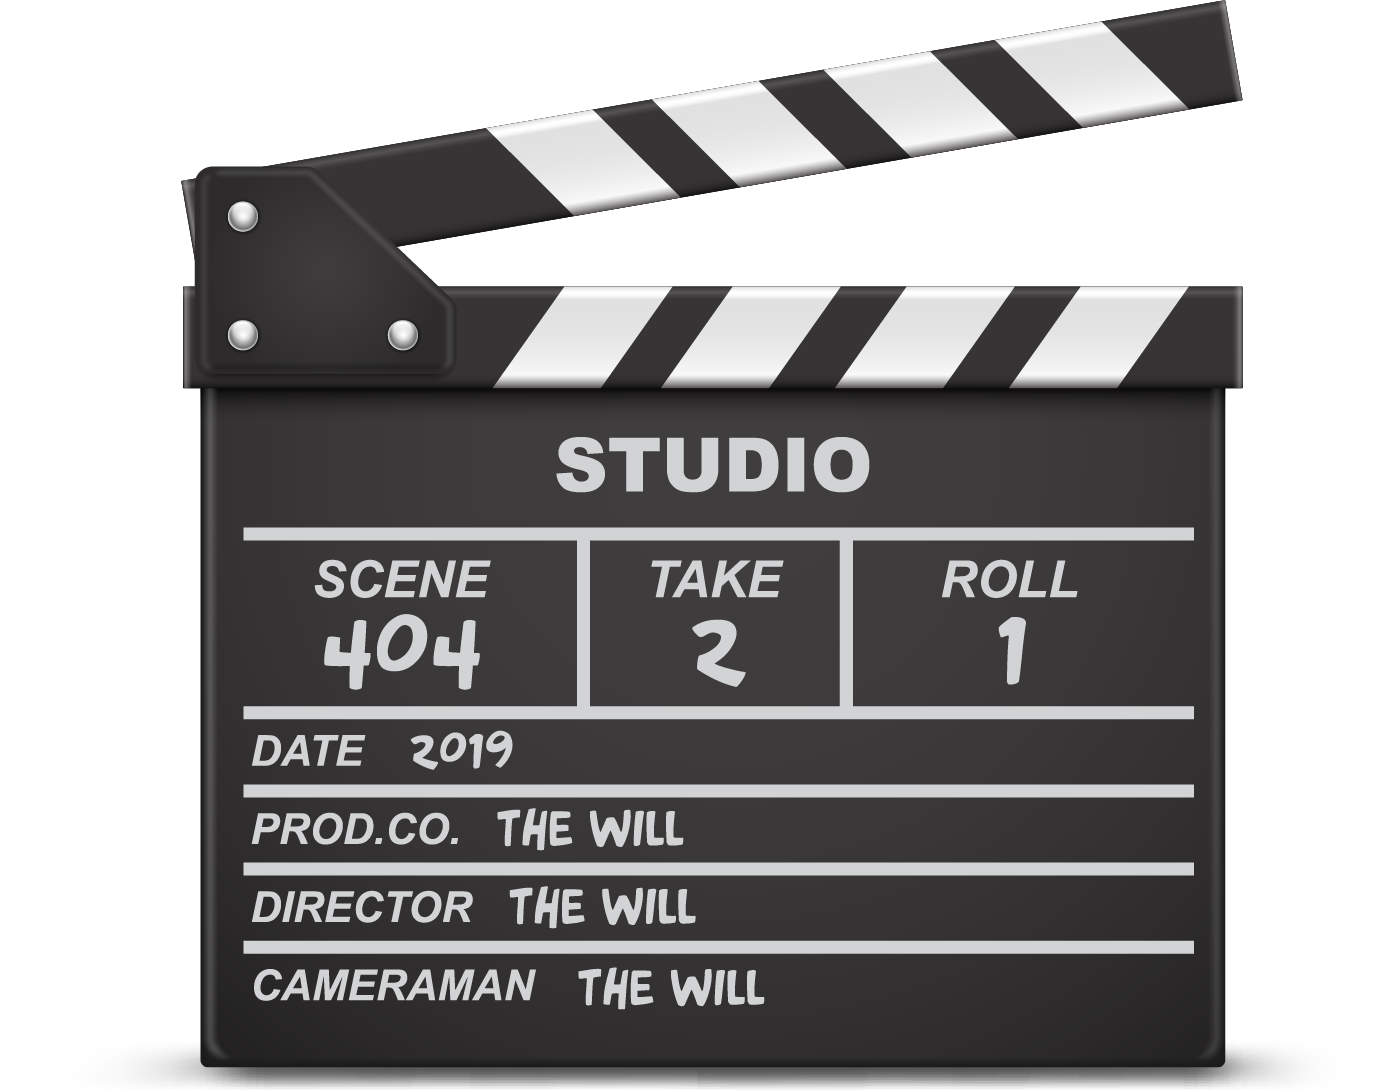 STUDIO
SCENE TAKE ROLL
404 2 1
DATE 2019
PROD.CO. THE WILL
DIRECTOR THE WILL
CAMERAMAN THE WILL